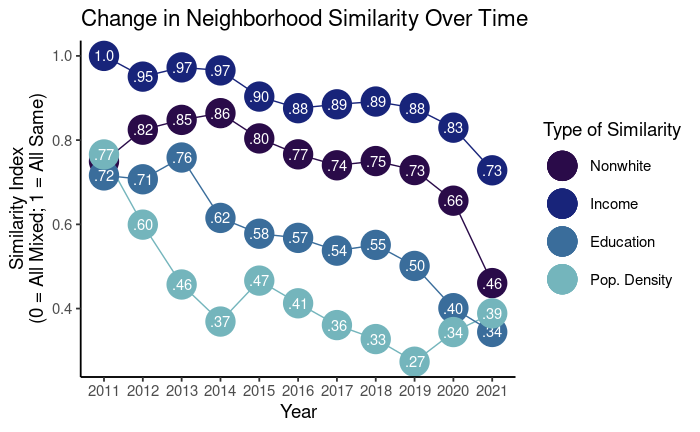 Change in Neighborhood Similarity Over Time
Similarity Index
(0 = All Mixed; 1 = All Same)
1.0
0.8
0.6
0.4
1.0 .95 .97 .97 .90 .88 .89 .89 .88 .83 .73
.82 .85 .86 .80 .77 .74 .75 .73 .66 .46
.72 .71 .76 .62 .58 .57 .54 .55 .50 .40 .34
.77 .60 .46 .37 .47 .41 .36 .33 .27 .34 .39
2011 2012 2013 2014 2015 2016 2017 2018 2019 2020 2021
Year
Type of Similarity
Nonwhite
Income
Education
Pop. Density